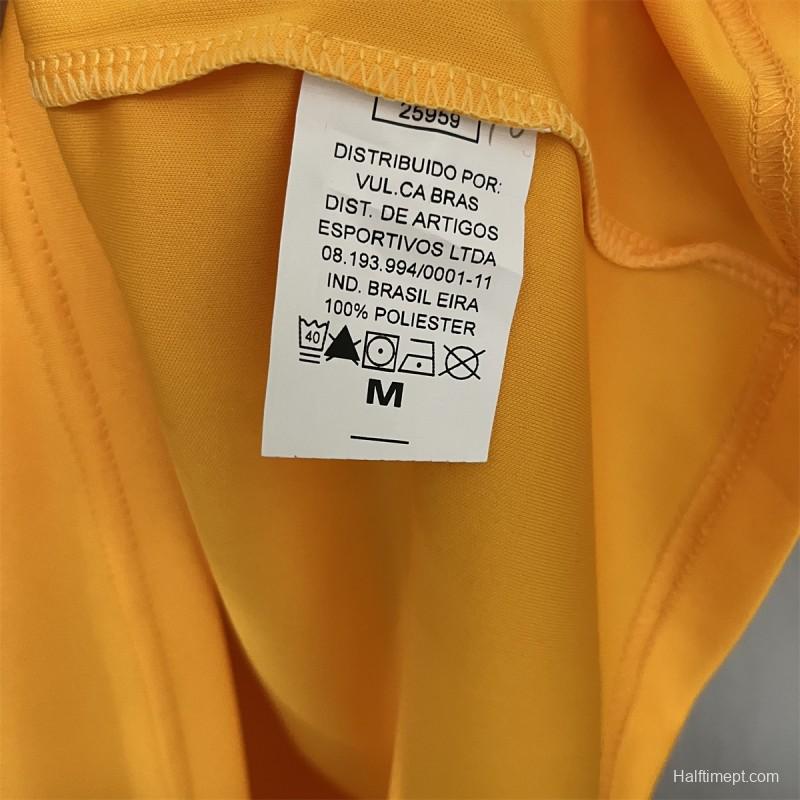 25959
DISTRIBUIDO POR:
VUL.CA BRAS
DIST. DE ARTIGOS
ESPORTIVOS LTDA
08.193.994/0001-11
IND. BRASIL EIRA
100% POLIESTER
40
M
Halftimept.com